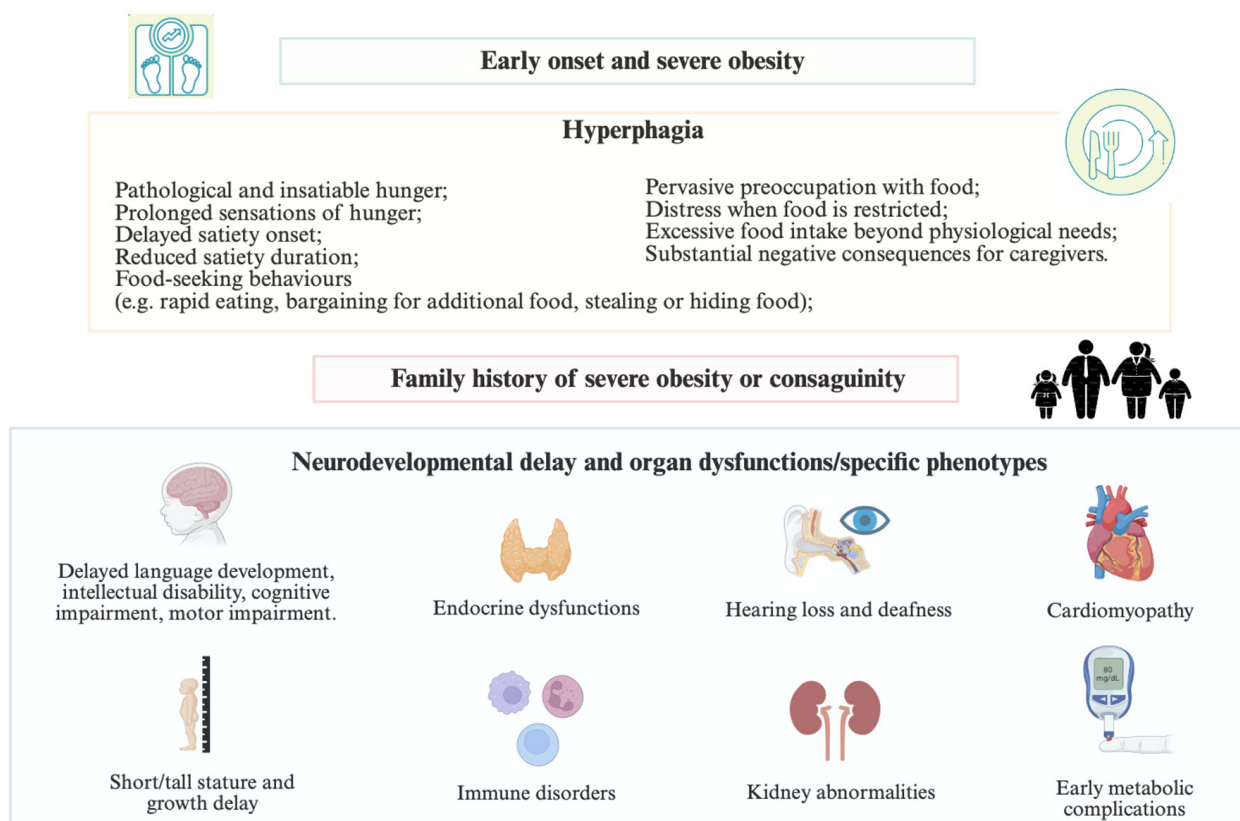 Early onset and severe obesity
Hyperphagia
Pathological and insatiable hunger;
Prolonged sensations of hunger;
Delayed satiety onset;
Reduced satiety duration;
Food-seeking behaviours
(e.g. rapid eating, bargaining for additional food, stealing or hiding food);
Pervasive preoccupation with food;
Distress when food is restricted;
Excessive food intake beyond physiological needs;
Substantial negative consequences for caregivers.
Family history of severe obesity or consaguinity
Neurodevelopmental delay and organ dysfunctions/specific phenotypes
Delayed language development,
intellectual disability, cognitive
impairment, motor impairment.
Endocrine dysfunctions
Hearing loss and deafness
Cardiomyopathy
Short/tall stature and
growth delay
Immune disorders
Kidney abnormalities
80
mg/dL
Early metabolic
complications